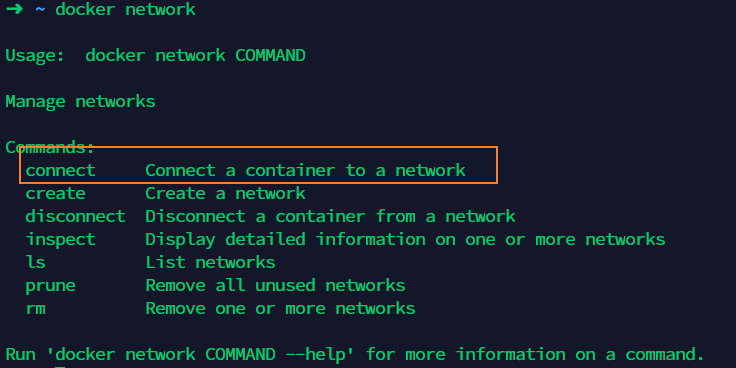 ➜ ~ docker network
Usage:  docker network COMMAND
Manage networks
Commands:
  connect     Connect a container to a network
  create      Create a network
  disconnect  Disconnect a container from a network
  inspect     Display detailed information on one or more networks
  ls          List networks
  prune       Remove all unused networks
  rm          Remove one or more networks
Run 'docker network COMMAND --help' for more information on a command.